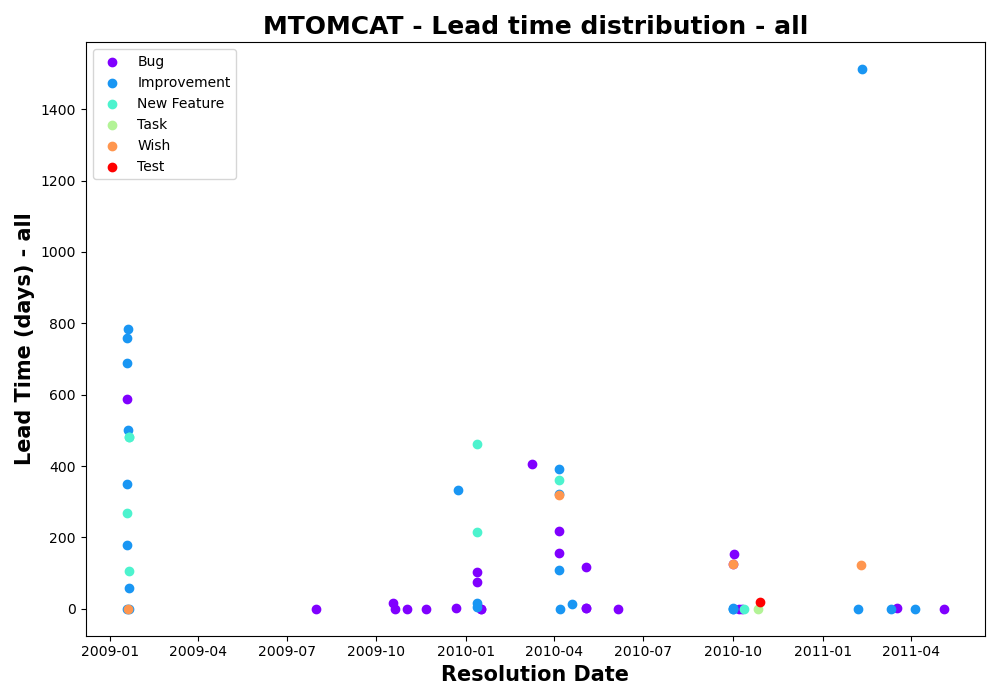 MTOMCAT - Lead time distribution - all
Bug
Improvement
New Feature
Task
Wish
Test
Lead Time (days) - all
1400
1200
1000
800
600
400
200
0
2009-01 2009-04 2009-07 2009-10 2010-01 2010-04 2010-07 2010-10 2011-01 2011-04
Resolution Date